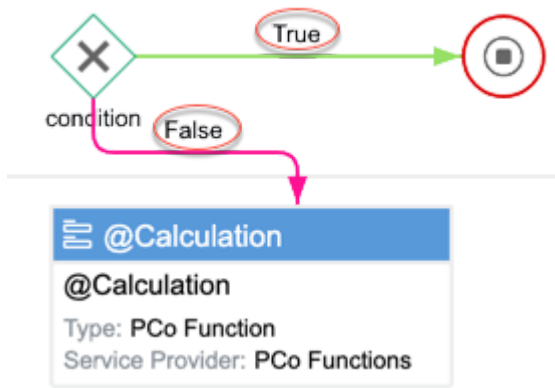 True
condition
False
@Calculation
@Calculation
Type: PCo Function
Service Provider: PCo Functions